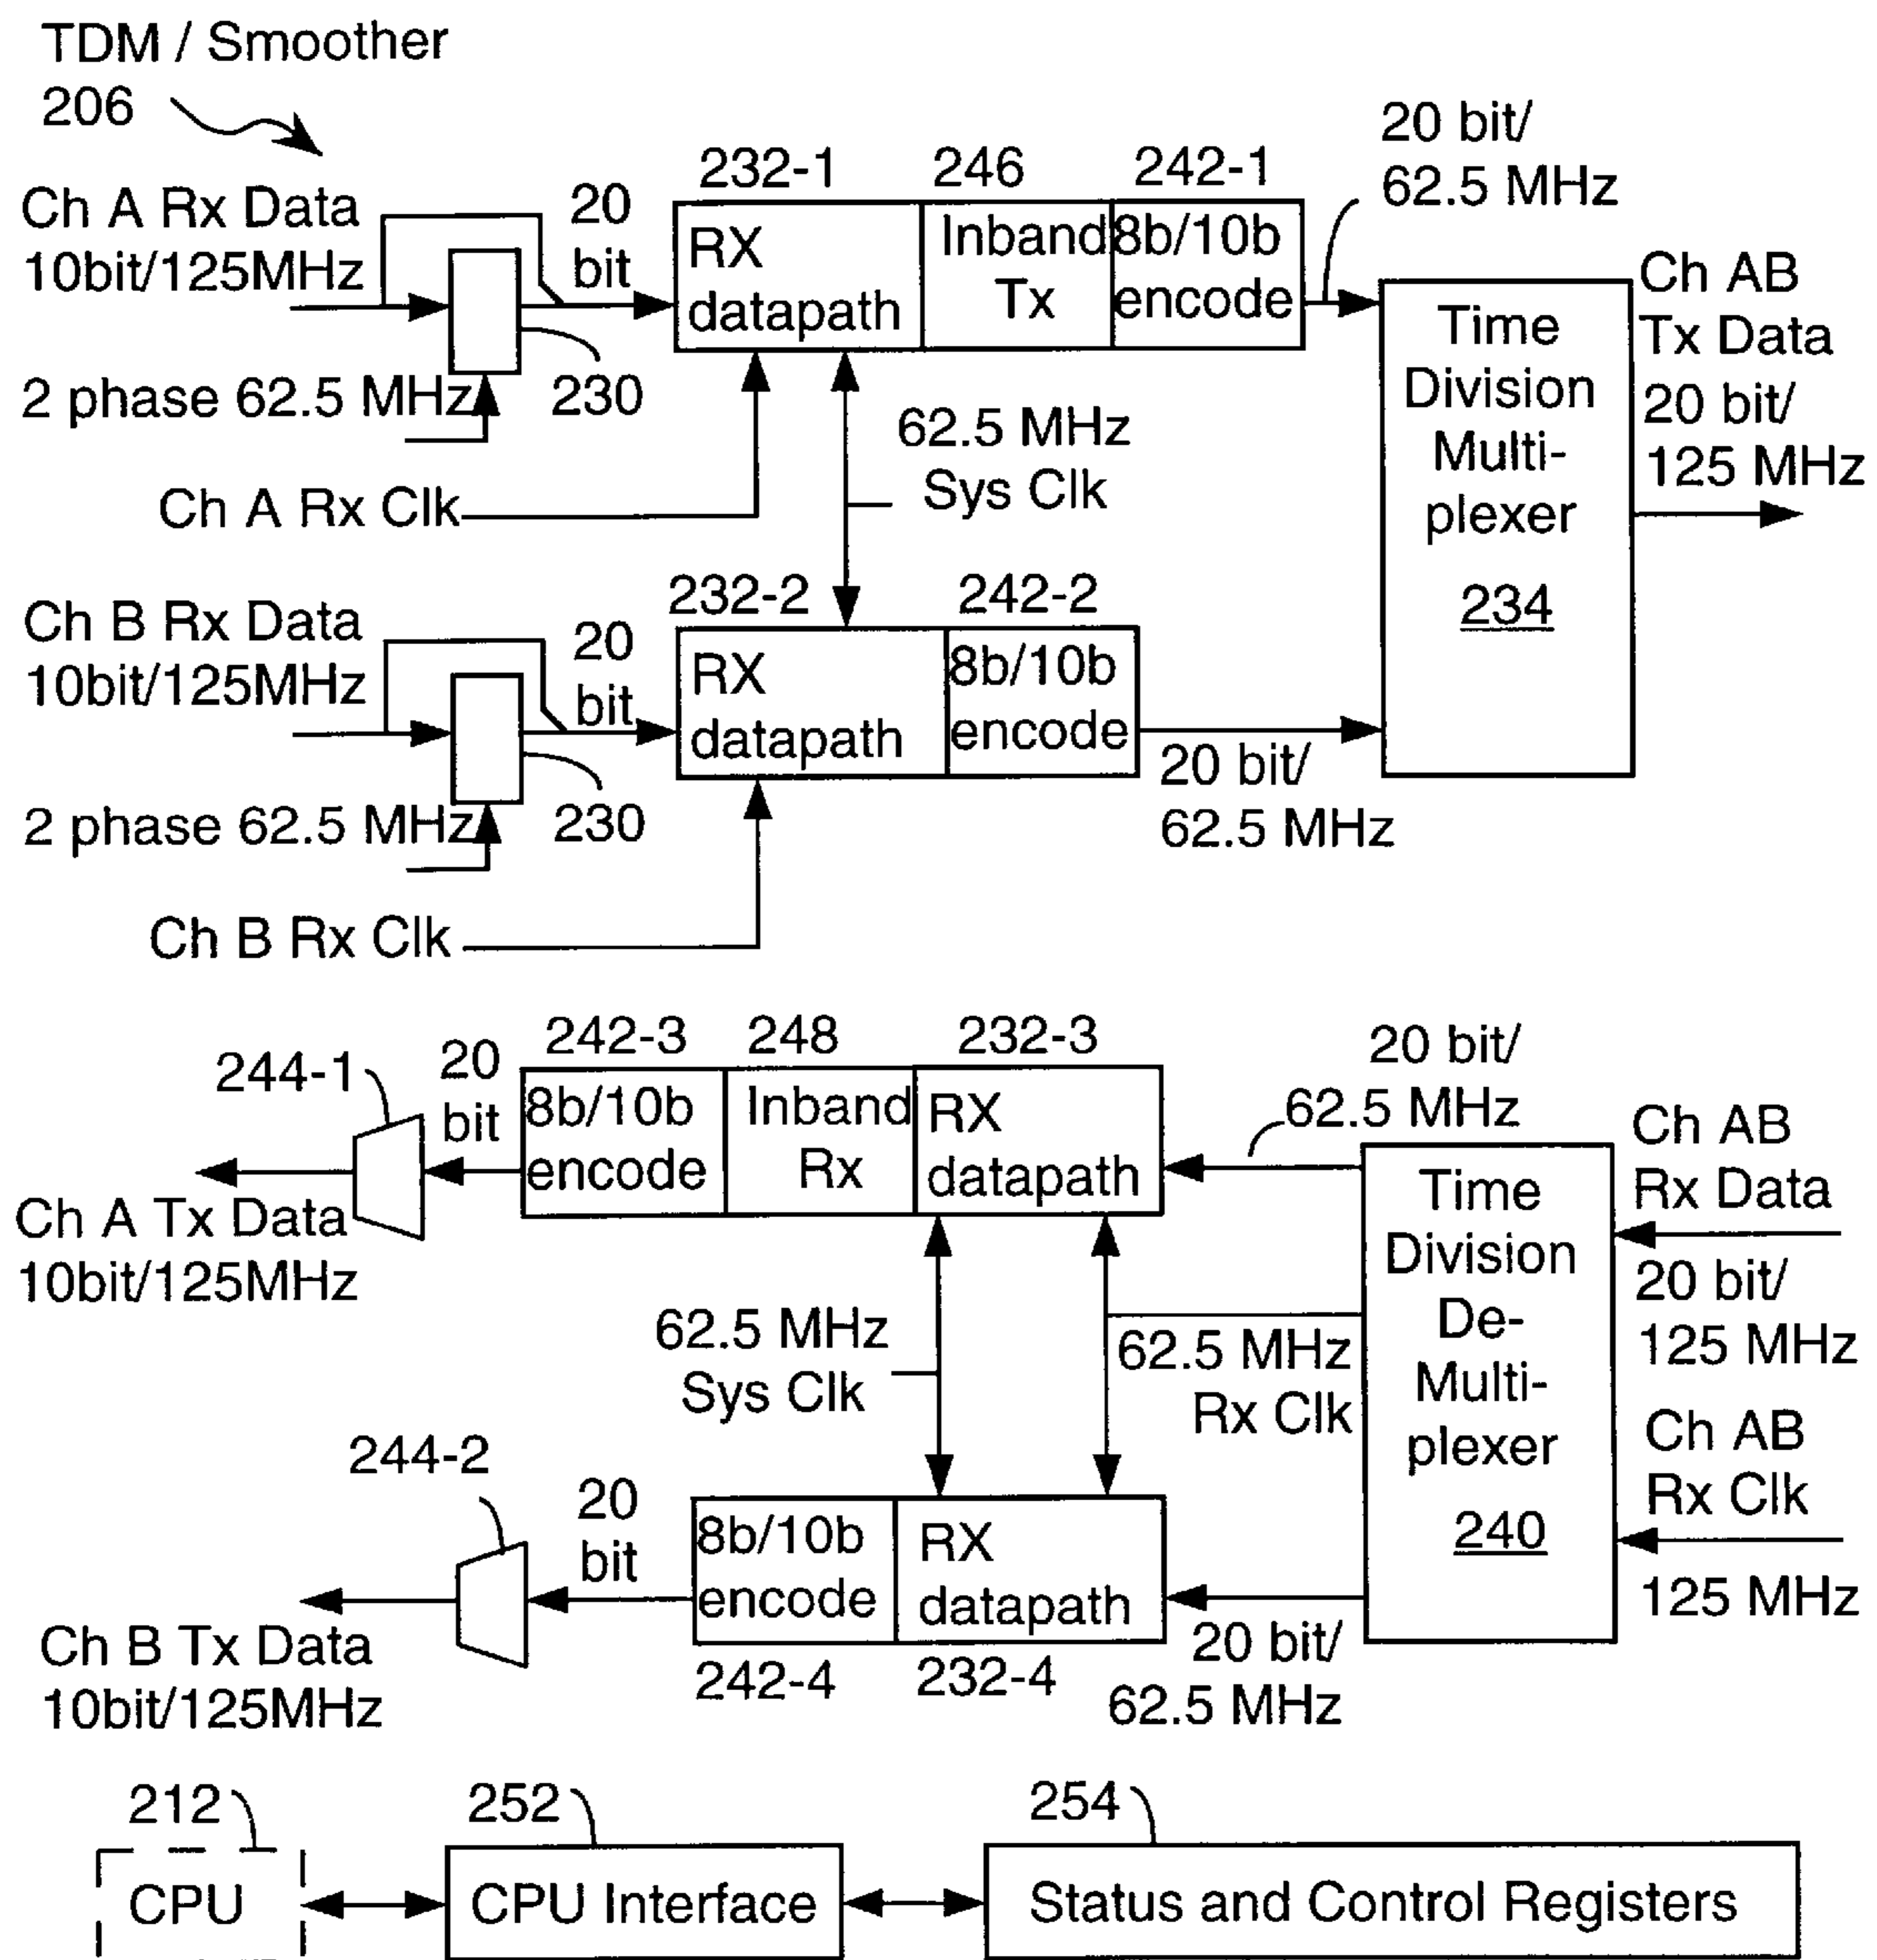 TDM / Smoother
206
Ch A Rx Data
10bit/125MHz
20
bit
232-1
246
242-1
RX
datapath
Inband
Tx
8b/10b
encode
20 bit/
62.5 MHz
2 phase 62.5 MHz
230
Ch A Rx Clk
62.5 MHz
Sys Clk
Time
Division
Multi-
plexer
234
Ch AB
Tx Data
20 bit/
125 MHz
Ch B Rx Data
10bit/125MHz
20
bit
232-2
242-2
RX
datapath
8b/10b
encode
20 bit/
62.5 MHz
2 phase 62.5 MHz
230
Ch B Rx Clk
244-1
20
bit
242-3
248
232-3
8b/10b
encode
Inband
Rx
RX
datapath
20 bit/
62.5 MHz
Ch A Tx Data
10bit/125MHz
62.5 MHz
Sys Clk
62.5 MHz
Rx Clk
Time
Division
De-
Multi-
plexer
240
Ch AB
Rx Data
20 bit/
125 MHz
Ch AB
Rx Clk
125 MHz
244-2
20
bit
8b/10b
encode
RX
datapath
242-4
232-4
20 bit/
62.5 MHz
Ch B Tx Data
10bit/125MHz
212
252
254
CPU
CPU Interface
Status and Control Registers